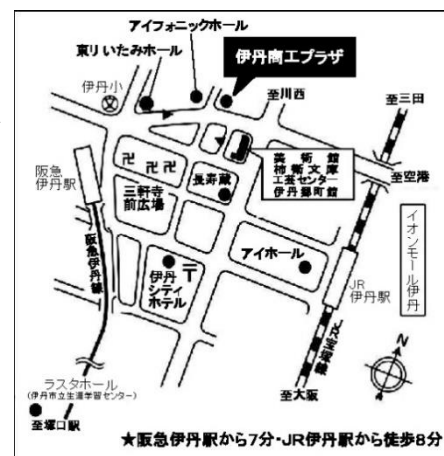 アイフォニックホール
東リいたみホール
伊丹商工プラザ
伊丹小
至川西
至三田
阪急
伊丹駅
卍 卍 卍
三軒寺
前広場
長寿蔵
美術館
柿衞文庫
工芸センター
伊丹郷町館
至空港
イオンモール伊丹
阪急伊丹線
伊丹
シティ
ホテル
〒
アイホール
JR
伊丹駅
JR宝塚線
N
ラスタホール
(伊丹市立生涯学習センター)
至塚口駅
至大阪
★阪急伊丹駅から7分・JR伊丹駅から徒歩8分